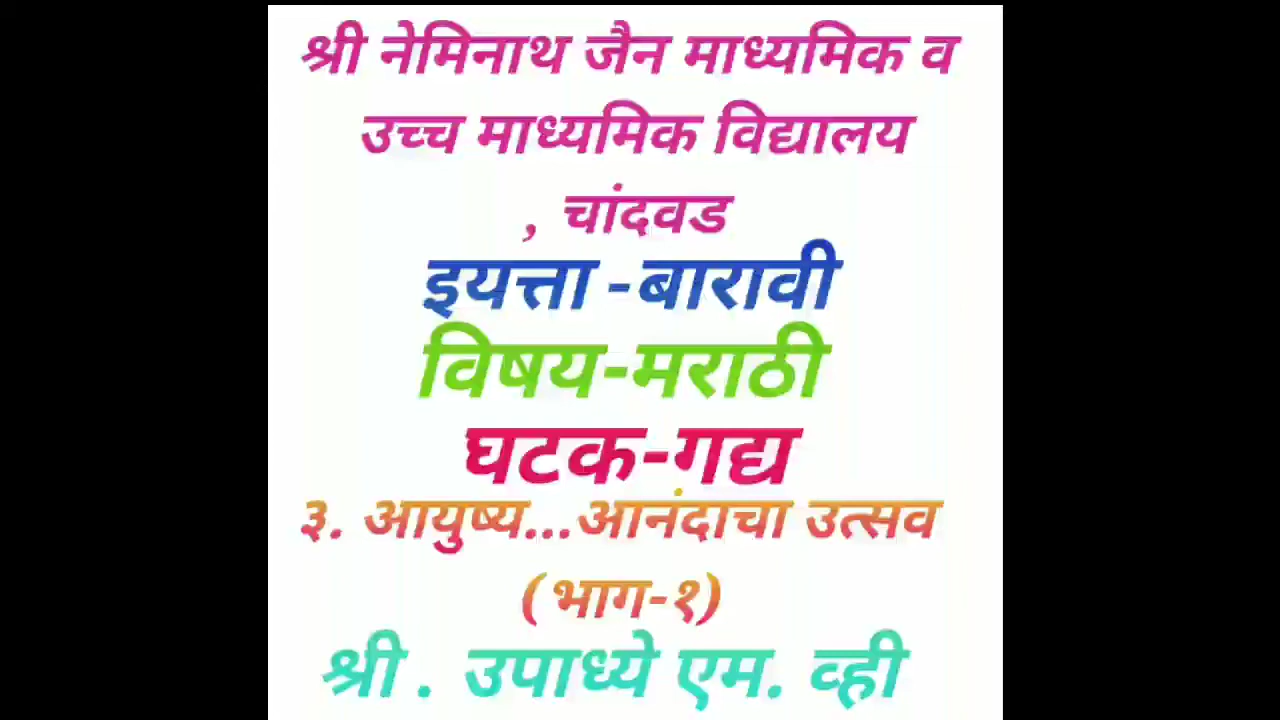 श्री नेमिनाथ जैन माध्यमिक व
उच्च माध्यमिक विद्यालय
, चांदवड
इयत्ता -बारावी
विषय-मराठी
घटक-गद्य
३. आयुष्य...आनंदाचा उत्सव
(भाग-१)
श्री . उपाध्ये एम. व्ही